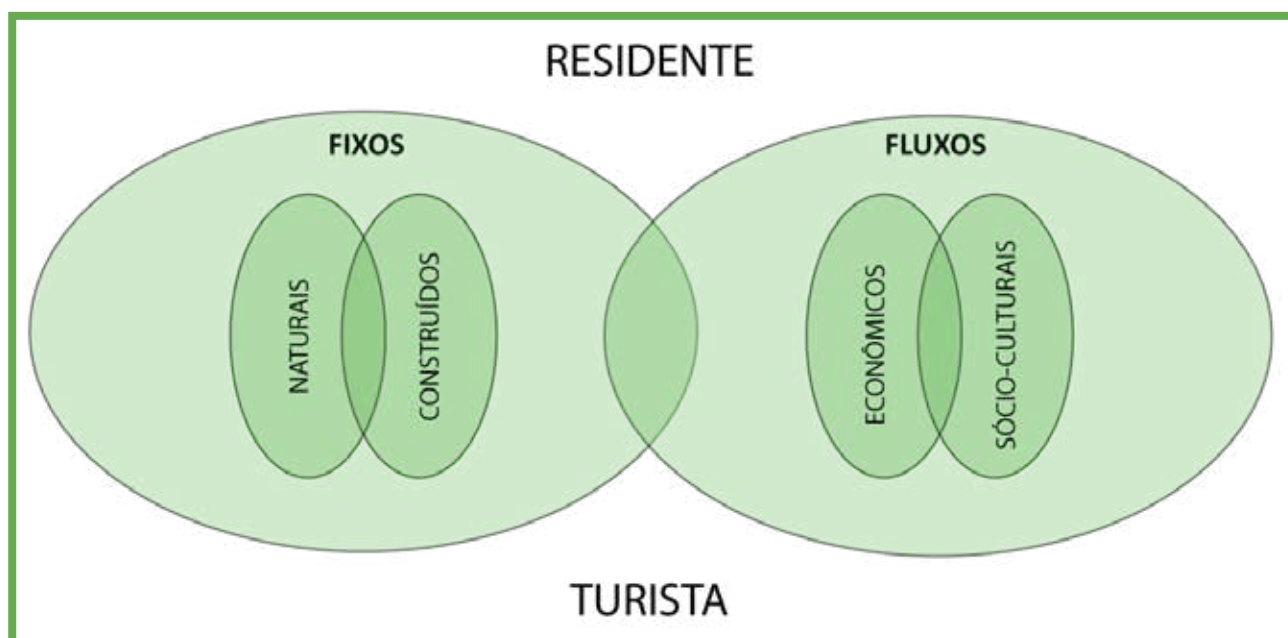 RESIDENTE
FIXOS
FLUXOS
NATURAIS
CONSTRUÍDOS
ECONÔMICOS
SÓCIO-CULTURAIS
TURISTA